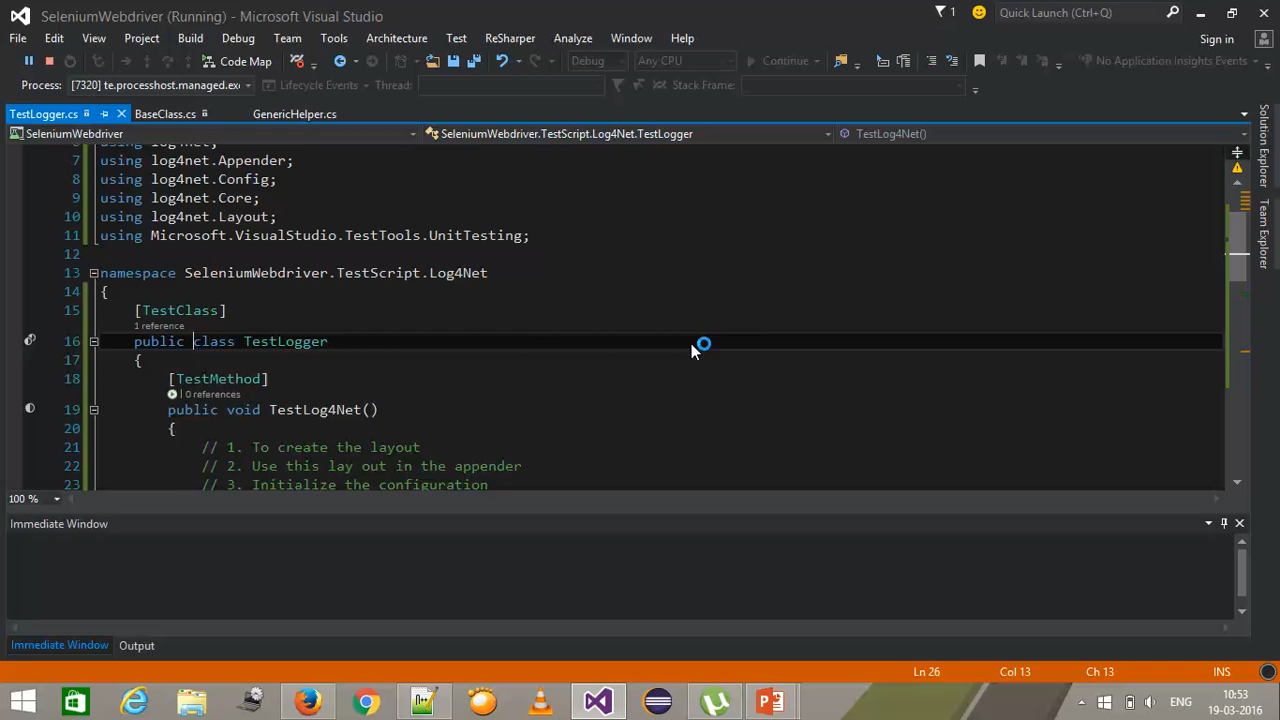 SeleniumWebdriver (Running) - Microsoft Visual Studio
1
Quick Launch (Ctrl+Q)
File Edit View Project Build Debug Team Tools Architecture Test ReSharper Analyze Window Help
Sign in
Code Map
Debug
Any CPU
Continue
No Application Insights Events
Process: [7320] te.processhost.managed.exe
Lifecycle Events
Thread:
Stack Frame:
TestLogger.cs
BaseClass.cs
GenericHelper.cs
SeleniumWebdriver
SeleniumWebdriver.TestScript.Log4Net.TestLogger
TestLog4Net()
6 using log4net;
7 using log4net.Appender;
8 using log4net.Config;
9 using log4net.Core;
10 using log4net.Layout;
11 using Microsoft.VisualStudio.TestTools.UnitTesting;
12
13 namespace SeleniumWebdriver.TestScript.Log4Net
14 {
15 [TestClass]
1 reference
16 public class TestLogger
17 {
18 [TestMethod]
| 0 references
19 public void TestLog4Net()
20 {
21 // 1. To create the layout
22 // 2. Use this lay out in the appender
23 // 3. Initialize the configuration
100 %
Solution Explorer
Team Explorer
Immediate Window
Immediate Window
Output
Ln 26
Col 13
Ch 13
INS
ENG
10:53
19-03-2016